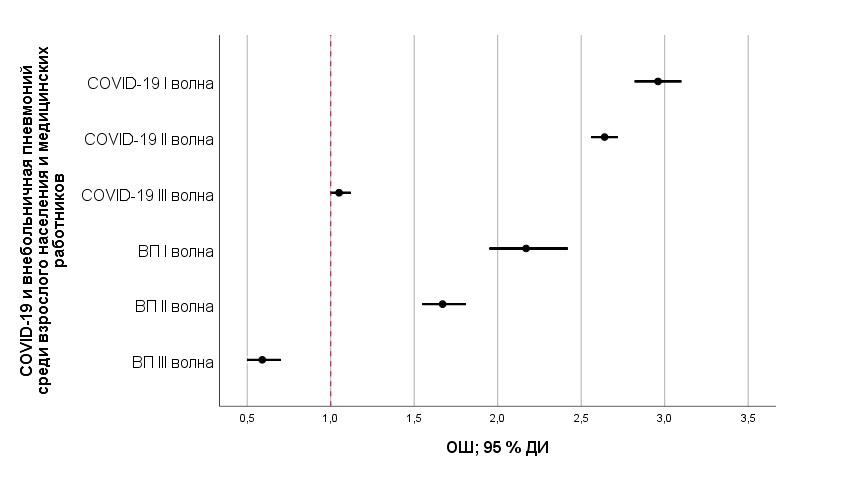 COVID-19 и внебольничная пневмоний
среди взрослого населения и медицинских
работников
COVID-19 I волна
COVID-19 II волна
COVID-19 III волна
ВП I волна
ВП II волна
ВП III волна
0,5 1,0 1,5 2,0 2,5 3,0 3,5
ОШ; 95 % ДИ